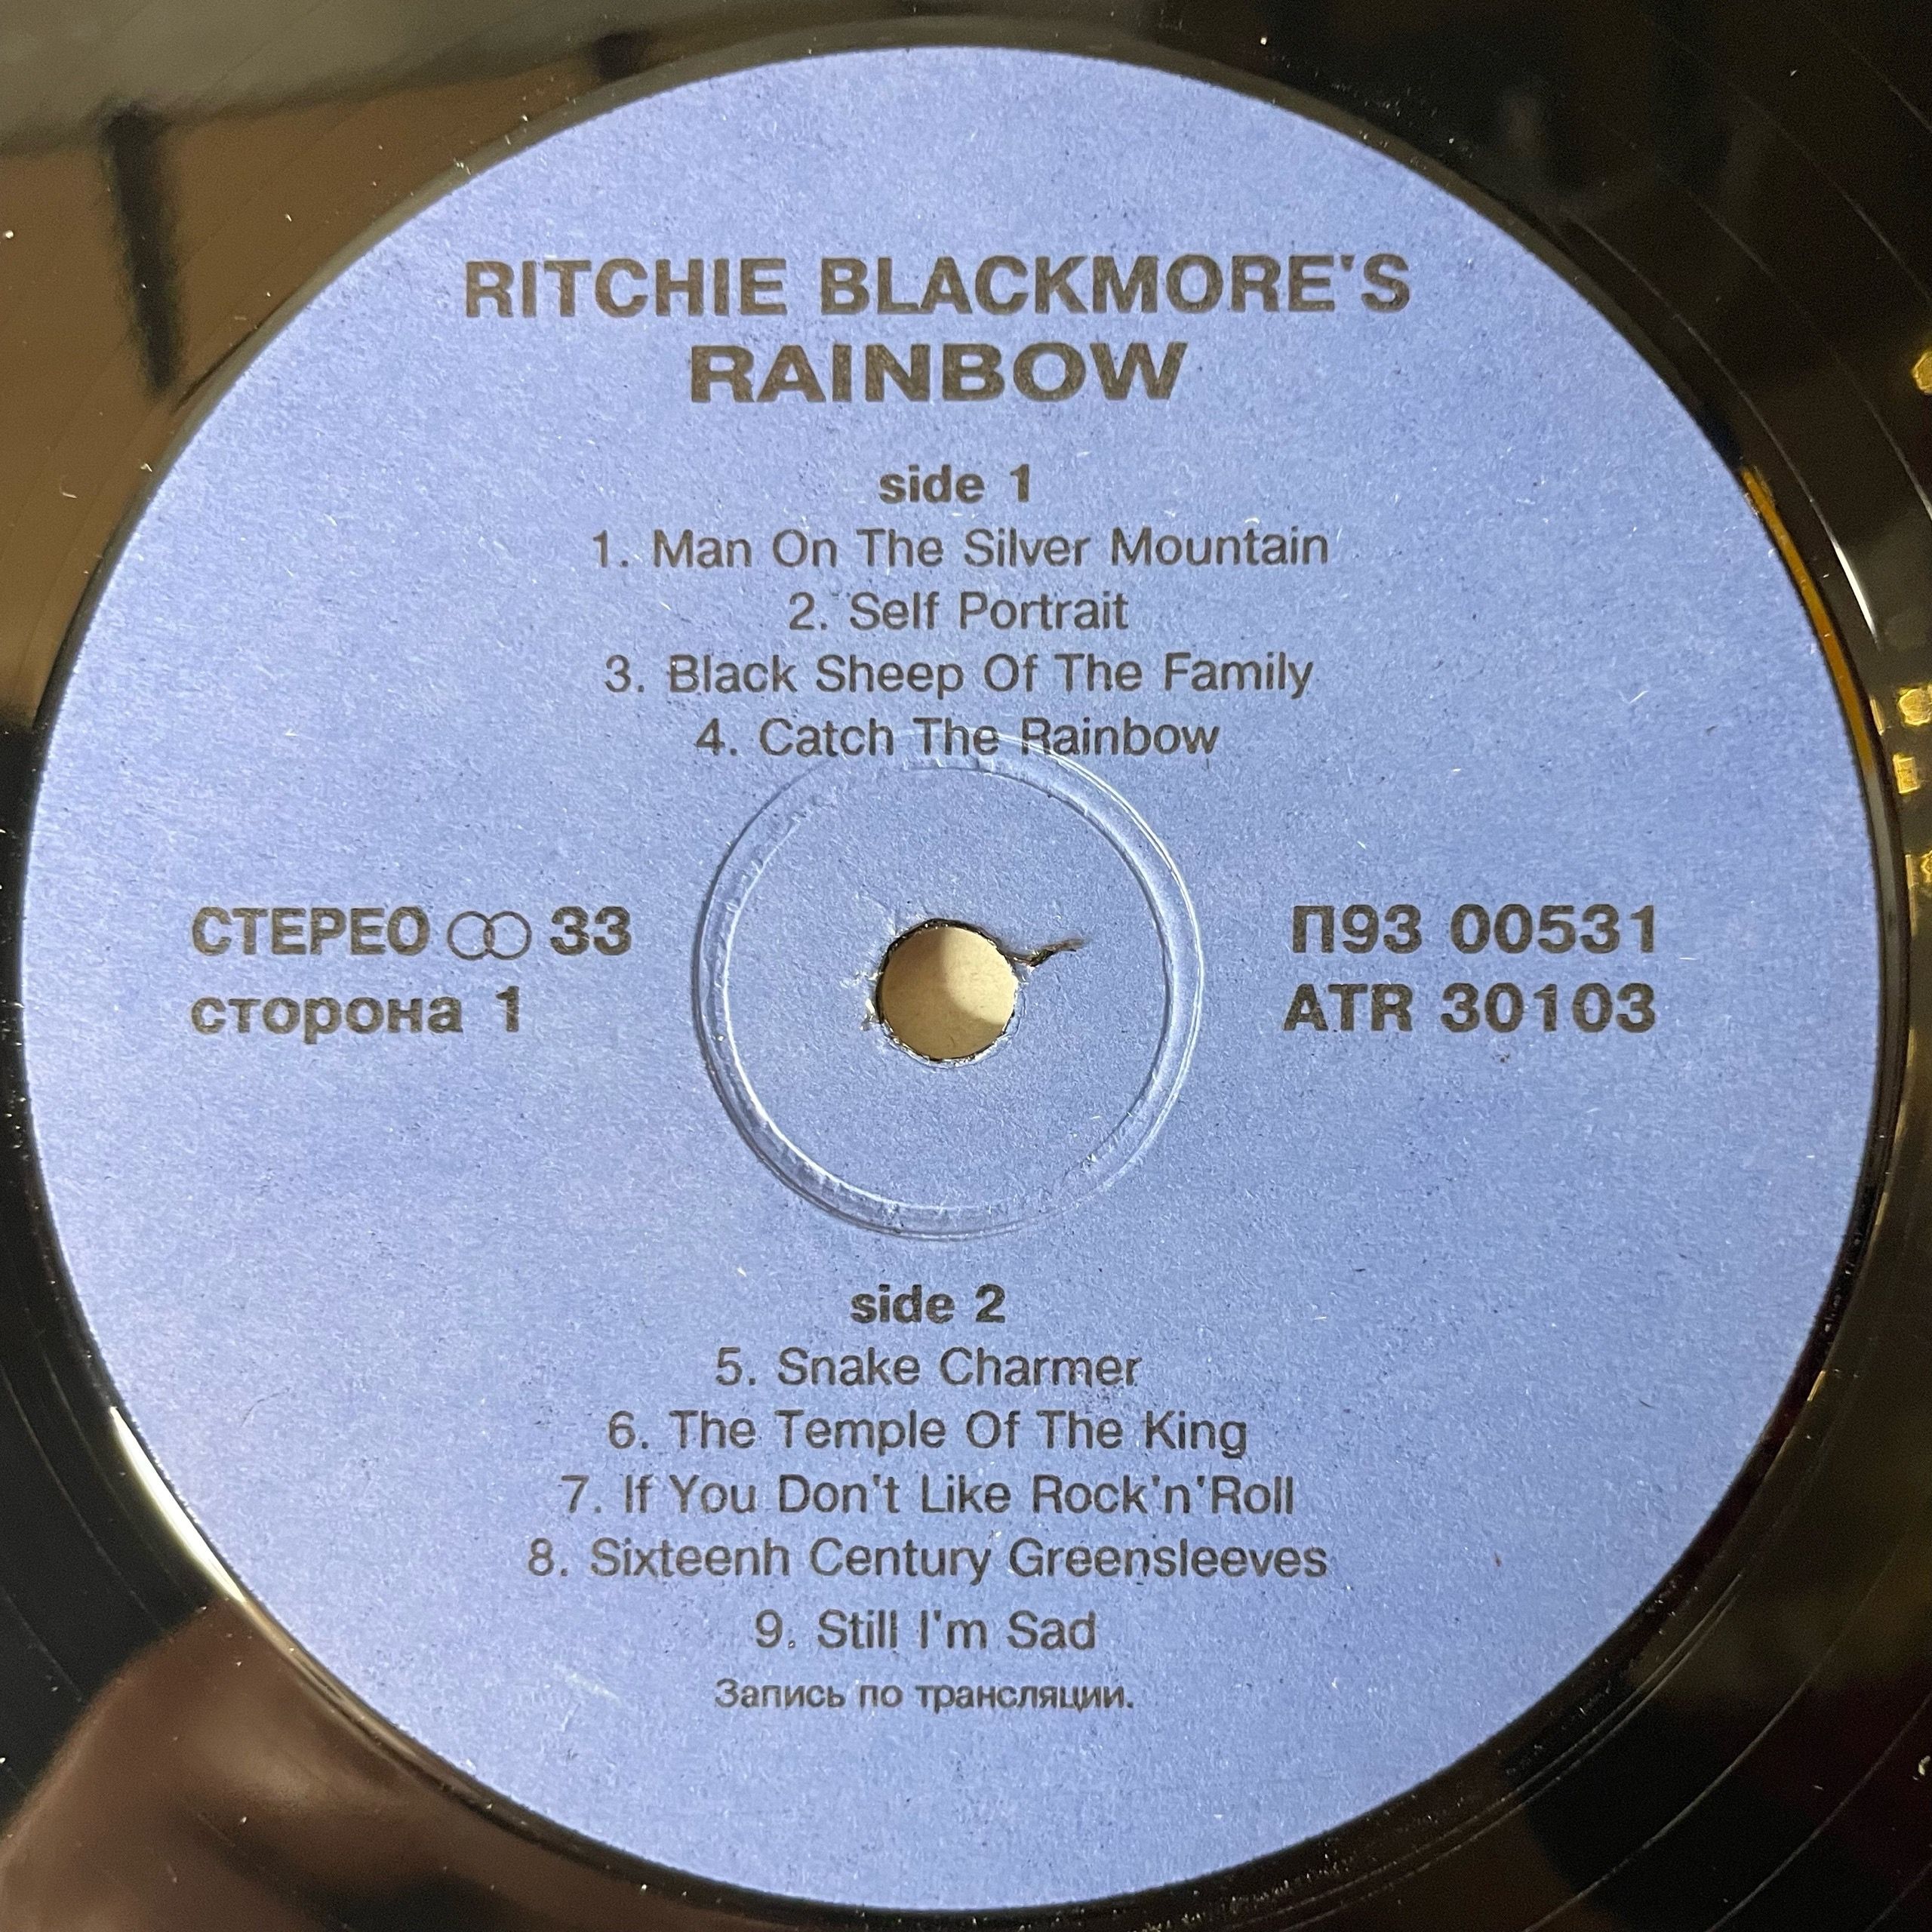 RITCHIE BLACKMORE'S
RAINBOW
side 1
1. Man On The Silver Mountain
2. Self Portrait
3. Black Sheep Of The Family
4. Catch The Rainbow
СТЕРЕО 33
сторона 1
П93 00531
ATR 30103
side 2
5. Snake Charmer
6. The Temple Of The King
7. If You Don't Like Rock'n'Roll
8. Sixteenh Century Greensleeves
9. Still I'm Sad
Запись по трансляции.